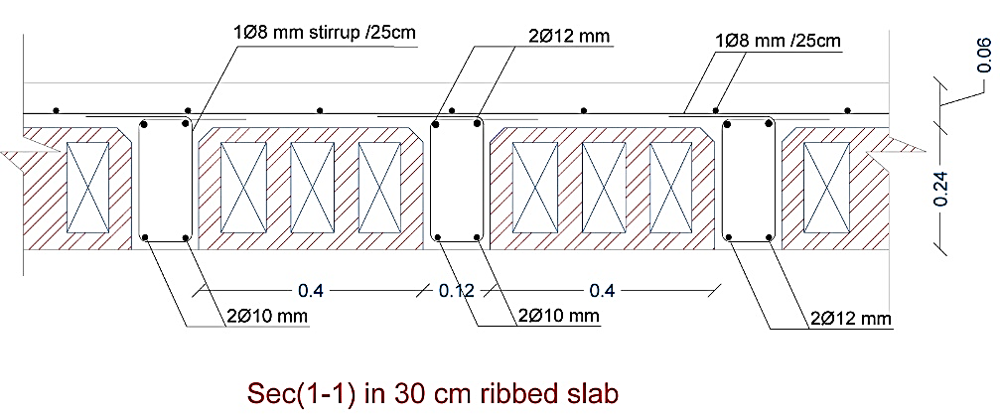 1Ø8 mm stirrup /25cm
2Ø12 mm
1Ø8 mm /25cm
0.06
0.24
0.4
0.12
0.4
2Ø10 mm
2Ø10 mm
2Ø12 mm
Sec(1-1) in 30 cm ribbed slab